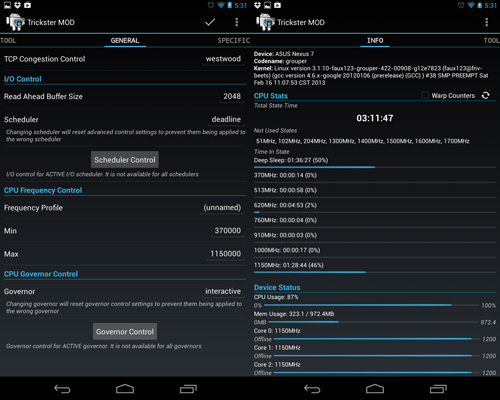 5:31
Trickster MOD
TOOL
GENERAL
SPECIFIC
TCP Congestion Control
westwood
I/O Control
Read Ahead Buffer Size
2048
Scheduler
deadline
Changing scheduler will reset advanced control settings to prevent them being applied to
the wrong scheduler
Scheduler Control
I/O control for ACTIVE I/O scheduler. It is not available for all schedulers
CPU Frequency Control
Frequency Profile
(unnamed)
Min
370000
Max
1150000
CPU Governor Control
Governor
interactive
Changing governor will reset governor control settings to prevent them being applied to
the wrong governor
Governor Control
Governor control for ACTIVE governor. It is not available for all governors
5:31
Trickster MOD
INFO
TOOL
Device: ASUS Nexus 7
Codename: grouper
Kernel: Linux version 3.1.10-faux123-grouper-422-00908-g12e7823 (faux123@fnv-
beets) (gcc version 4.6.x-google 20120106 (prerelease) (GCC) ) #38 SMP PREEMPT Sat
Feb 16 11:07:53 CST 2013
CPU Stats
Warp Counters
Total State Time
03:11:47
Not Used States
51MHz, 102MHz, 204MHz, 1300MHz, 1400MHz, 1500MHz, 1600MHz, 1700MHz
Time In State
Deep Sleep: 01:36:27 (50%)
370MHz: 00:00:14 (0%)
513MHz: 00:00:58 (0%)
620MHz: 00:04:53 (2%)
760MHz: 00:00:04 (0%)
910MHz: 00:00:03 (0%)
1000MHz: 00:00:17 (0%)
1150MHz: 01:28:44 (46%)
Device Status
CPU Usage: 87%
0%
100%
Mem Usage: 323.1 / 972.4MB
0MB
972.4
Core 0: 1150MHz
Offline
1200
Core 1: 1150MHz
Offline
1200
Core 2: 1150MHz
Offline
1200